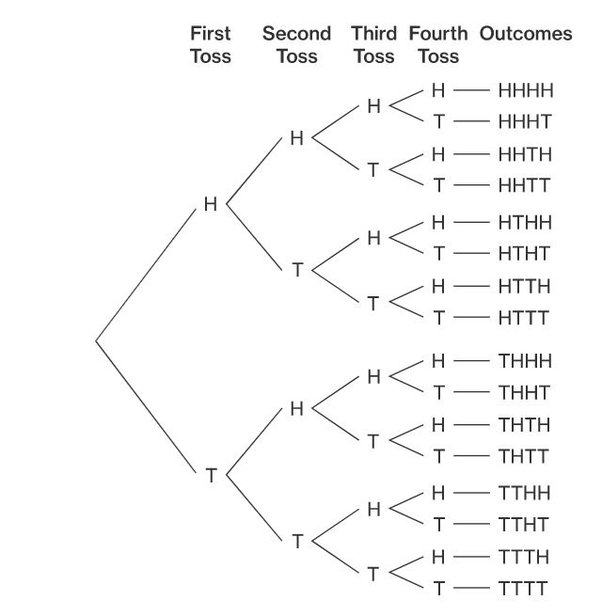 First Second Third Fourth Outcomes
Toss Toss Toss Toss
H — HHHH
H
T — HHHT
H
H — HHTH
T
T — HHTT
H
H — HTHH
H
T — HTHT
T
H — HTTH
T
T — HTTT
H — THHH
H
T — THHT
H
H — THTH
T
T — THTT
T
H — TTHH
H
T — TTHT
T
H — TTTH
T
T — TTTT